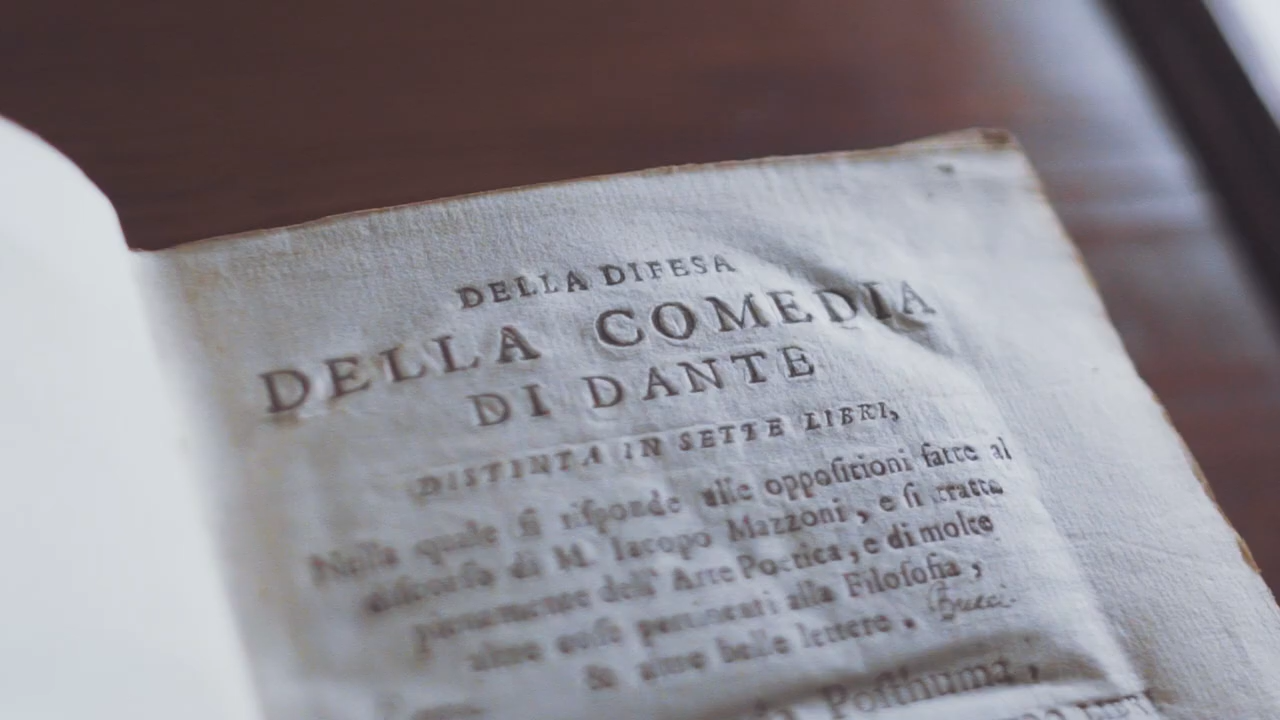 DELLA DIFESA
DELLA COMEDIA
DI DANTE
DISTINTA IN SETTE LIBRI,
Nella quale ſi riſponde alle oppoſitioni fatte al
diſcorſo di M. Iacopo Mazzoni, e ſi tratta
pienamente dell' Arte Poetica, e di molte
altre coſe pertinenti alla Filoſofia,
& altre belle lettere.
Poſthuma,